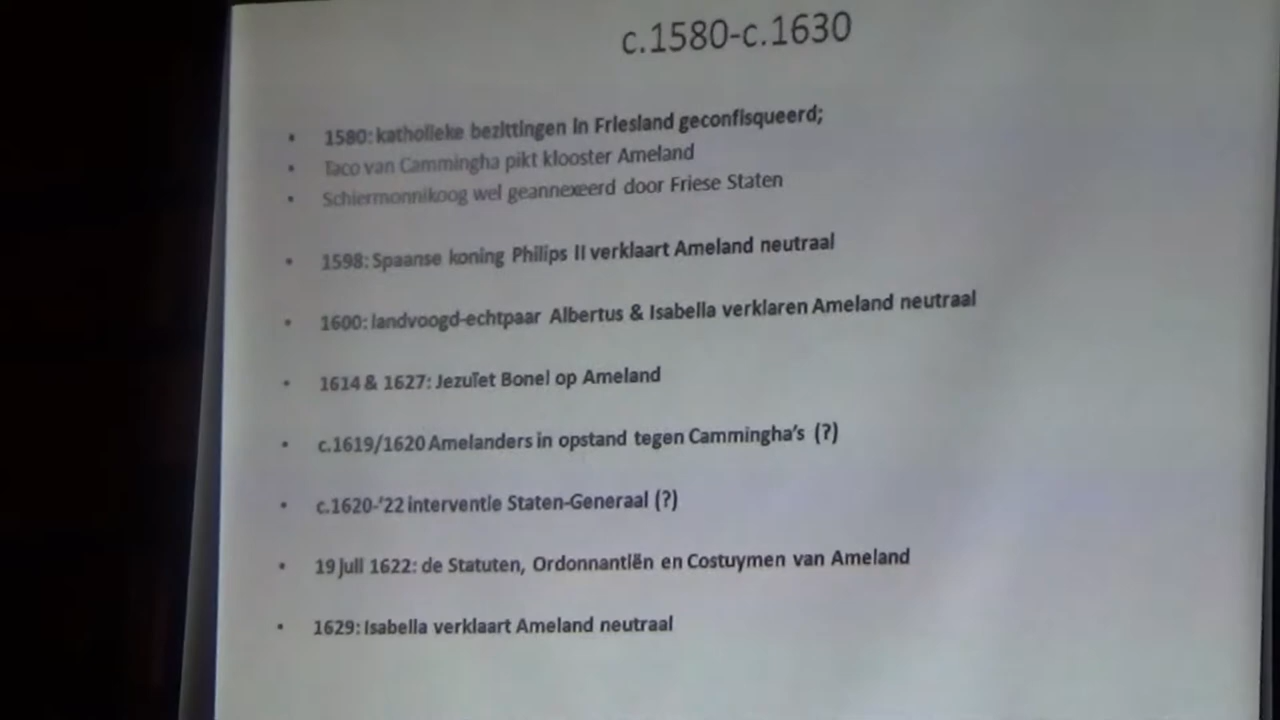 c.1580-c.1630
• 1580: katholieke bezittingen in Friesland geconfisqueerd;
• Taco van Cammingha pikt klooster Ameland
• Schiermonnikoog wel geannexeerd door Friese Staten
• 1598: Spaanse koning Philips II verklaart Ameland neutraal
• 1600: landvoogd-echtpaar Albertus & Isabella verklaren Ameland neutraal
• 1614 & 1627: Jezuïet Bonel op Ameland
• c.1619/1620 Amelanders in opstand tegen Cammingha's (?)
• c.1620-'22 interventie Staten-Generaal (?)
• 19 juli 1622: de Statuten, Ordonnantiën en Costuymen van Ameland
• 1629: Isabella verklaart Ameland neutraal